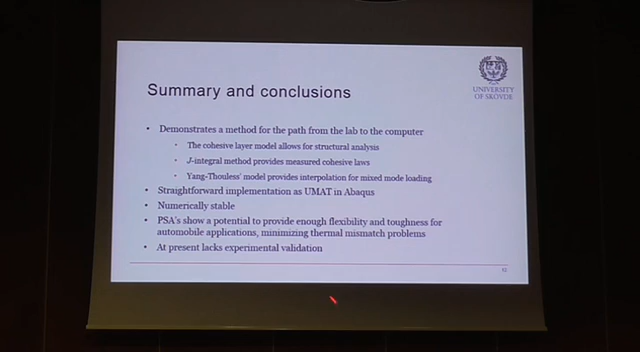 Summary and conclusions
UNIVERSITY
OF SKÖVDE
• Demonstrates a method for the path from the lab to the computer
• The cohesive layer model allows for structural analysis
• J-integral method provides measured cohesive laws
• Yang-Thouless' model provides interpolation for mixed mode loading
• Straightforward implementation as UMAT in Abaqus
• Numerically stable
• PSA's show a potential to provide enough flexibility and toughness for
automobile applications, minimizing thermal mismatch problems
• At present lacks experimental validation
12